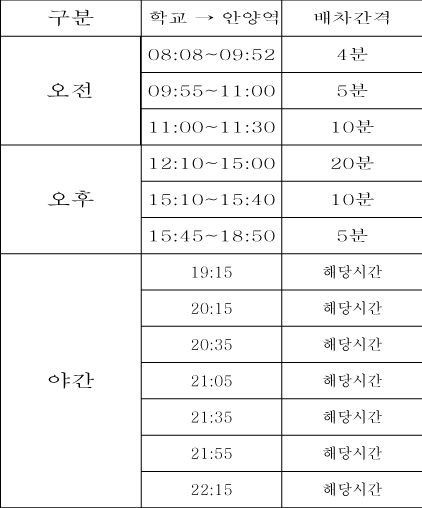 구분 학교 → 안양역 배차간격
오전 08:08~09:52 4분
09:55~11:00 5분
11:00~11:30 10분
오후 12:10~15:00 20분
15:10~15:40 10분
15:45~18:50 5분
야간 19:15 해당시간
20:15 해당시간
20:35 해당시간
21:05 해당시간
21:35 해당시간
21:55 해당시간
22:15 해당시간